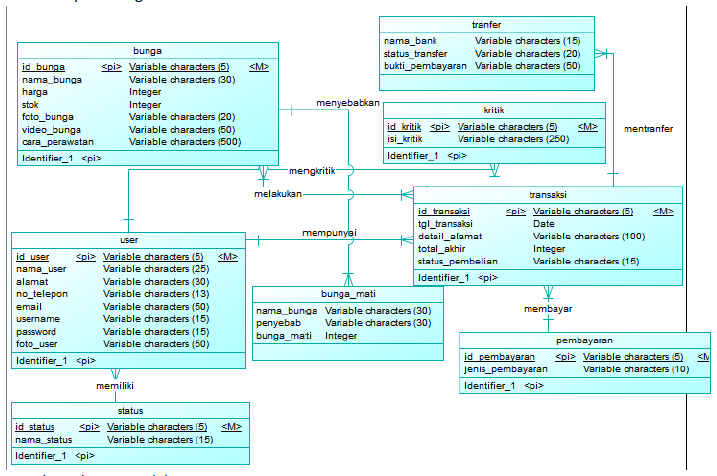 tranfer
nama_bank Variable characters (15)
status_transfer Variable characters (20)
bukti_pembayaran Variable characters (50)
bunga
id_bunga <pi> Variable characters (5) <M>
nama_bunga Variable characters (30)
harga Integer
stok Integer
foto_bunga Variable characters (20)
video_bunga Variable characters (50)
cara_perawatan Variable characters (500)
Identifier_1 <pi>
menyebabkan
kritik
id_kritik <pi> Variable characters (5) <M>
isi_kritik Variable characters (250)
Identifier_1 <pi>
mentranfer
mengkritik
melakukan
transaksi
id_transaksi <pi> Variable characters (5) <M>
tgl_transaksi Date
detail_alamat Variable characters (100)
total_akhir Integer
status_pembelian Variable characters (15)
Identifier_1 <pi>
mempunyai
user
id_user <pi> Variable characters (5) <M>
nama_user Variable characters (25)
alamat Variable characters (30)
no_telepon Variable characters (13)
email Variable characters (50)
username Variable characters (15)
password Variable characters (15)
foto_user Variable characters (50)
Identifier_1 <pi>
bunga_mati
nama_bunga Variable characters (30)
penyebab Variable characters (30)
bunga_mati Integer
membayar
pembayaran
id_pembayaran <pi> Variable characters (5)
jenis_pembayaran Variable characters (10)
Identifier_1 <pi>
memiliki
status
id_status <pi> Variable characters (5) <M>
nama_status Variable characters (15)
Identifier_1 <pi>